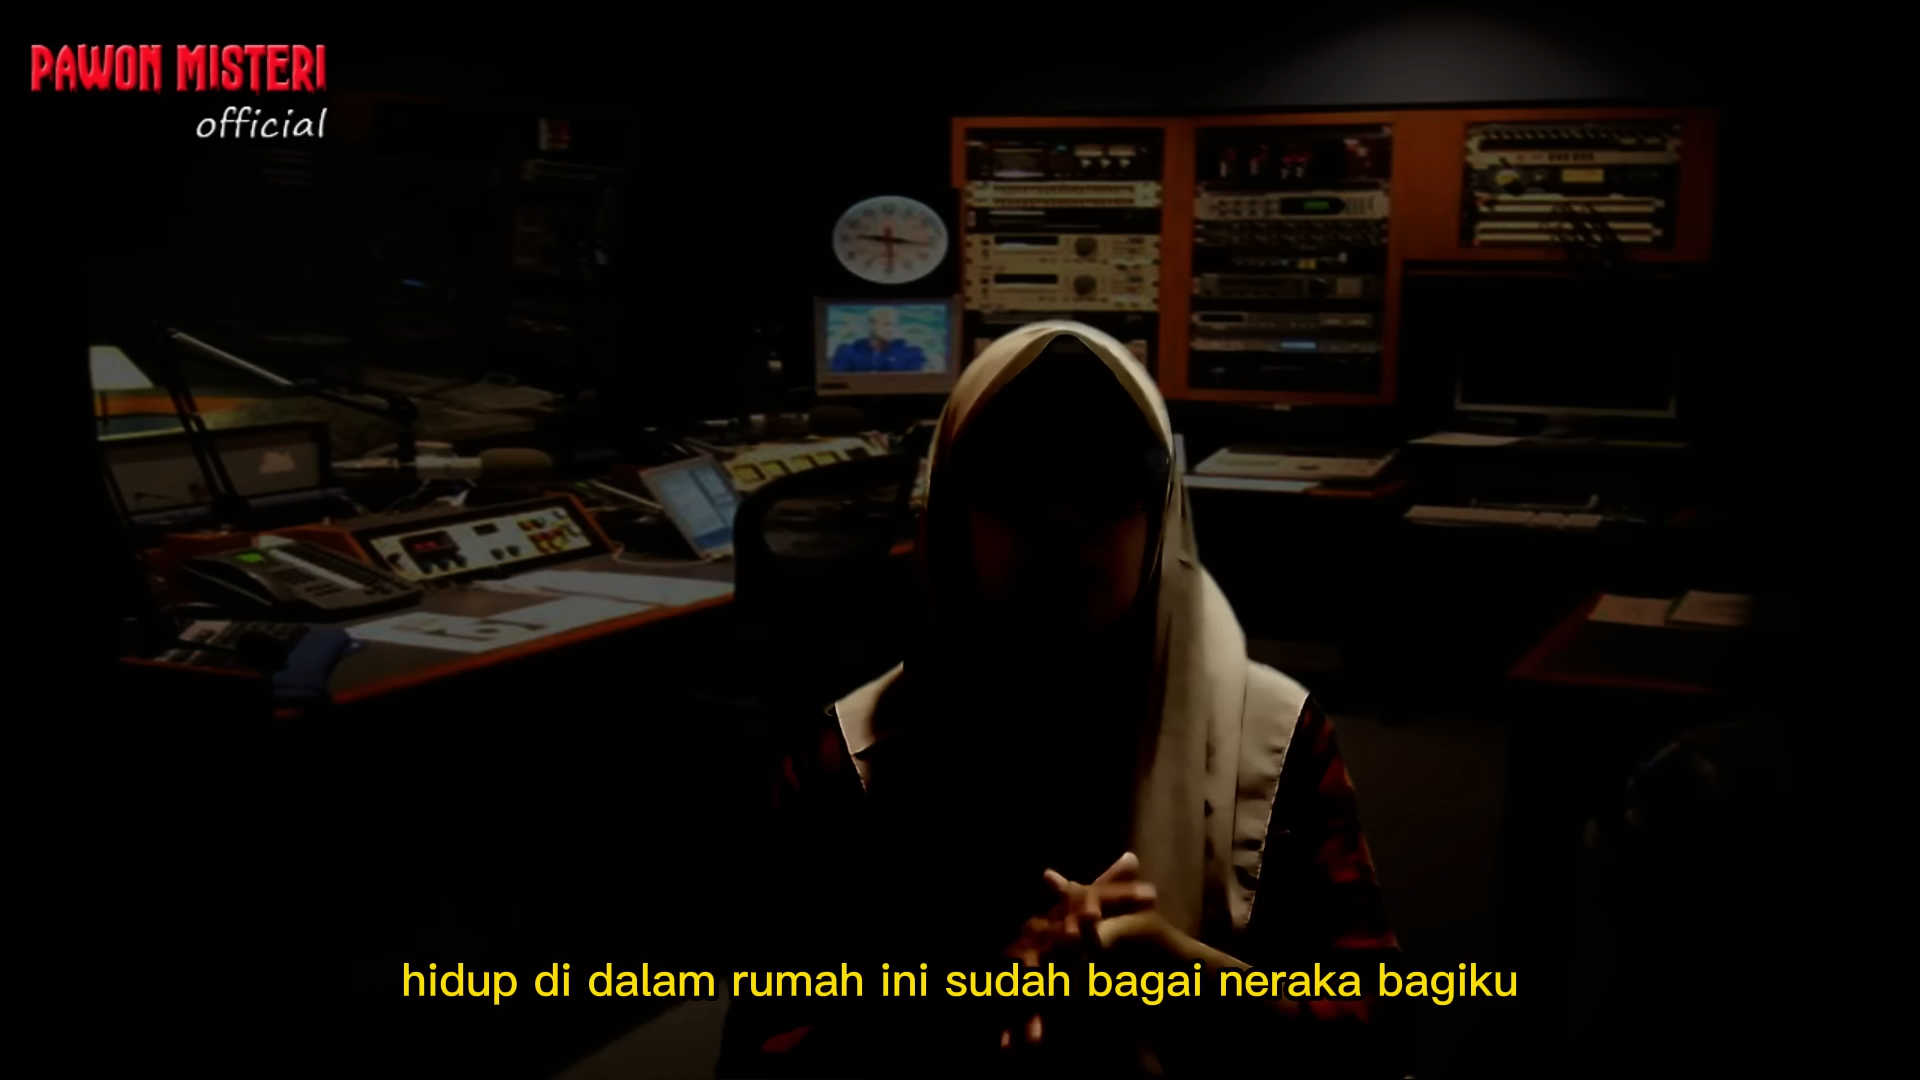 PAWON MISTERI
official
hidup di dalam rumah ini sudah bagai neraka bagiku